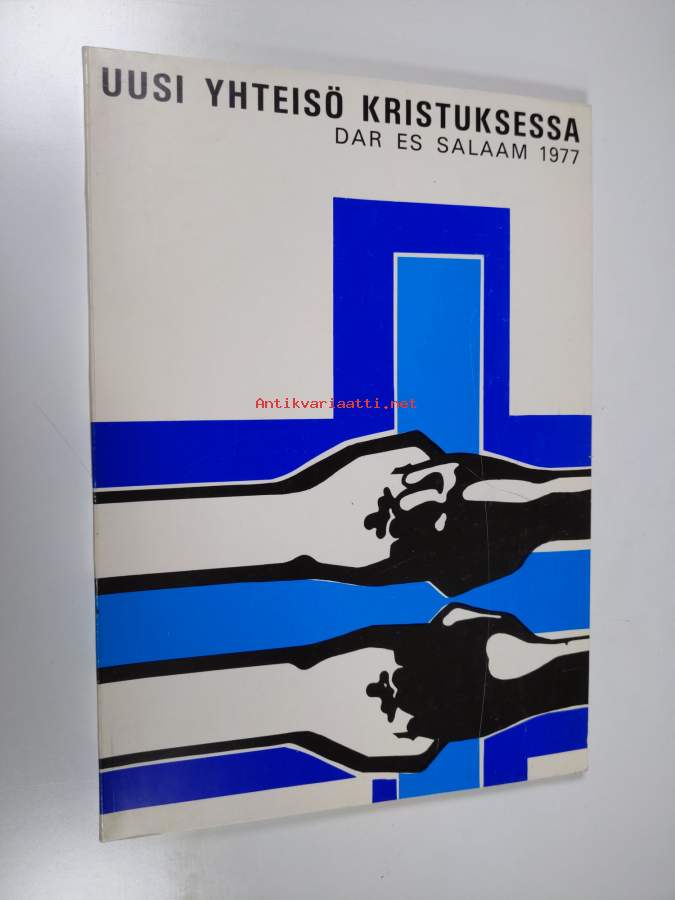 UUSI YHTEISÖ KRISTUKSESSA
DAR ES SALAAM 1977
Antikvariaatti.net